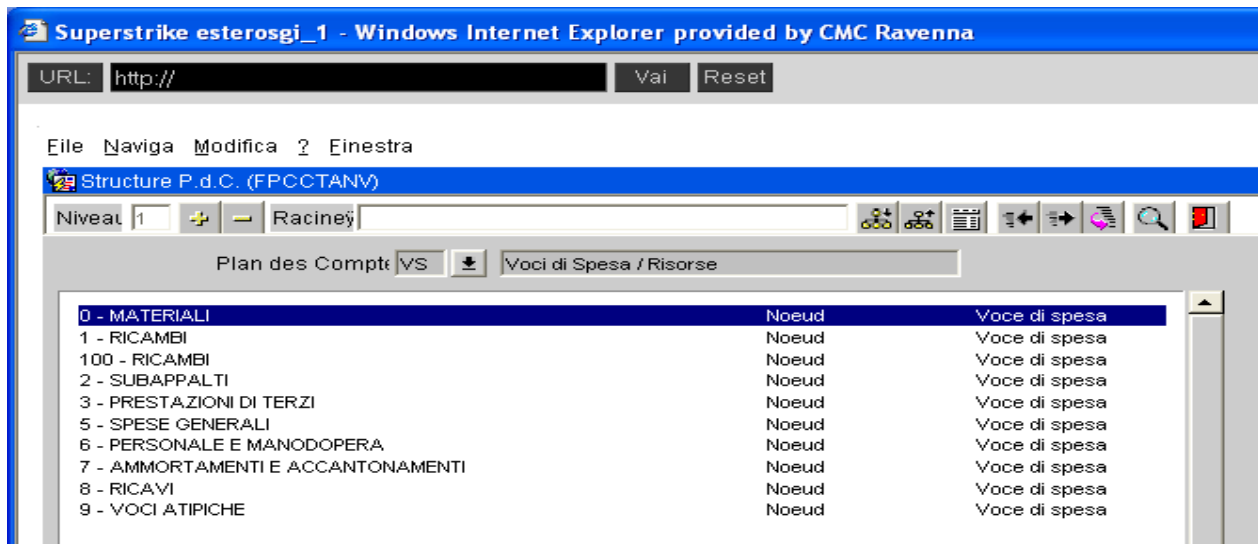 Superstrike esterosgi_1 - Windows Internet Explorer provided by CMC Ravenna
URL: http:// Vai Reset
File Naviga Modifica ? Finestra
Structure P.d.C. (FPCCTANV)
Niveau 1 Racineÿ
Plan des Compte VS Voci di Spesa / Risorse
0 - MATERIALI Noeud Voce di spesa
1 - RICAMBI Noeud Voce di spesa
100 - RICAMBI Noeud Voce di spesa
2 - SUBAPPALTI Noeud Voce di spesa
3 - PRESTAZIONI DI TERZI Noeud Voce di spesa
5 - SPESE GENERALI Noeud Voce di spesa
6 - PERSONALE E MANODOPERA Noeud Voce di spesa
7 - AMMORTAMENTI E ACCANTONAMENTI Noeud Voce di spesa
8 - RICAVI Noeud Voce di spesa
9 - VOCI ATIPICHE Noeud Voce di spesa